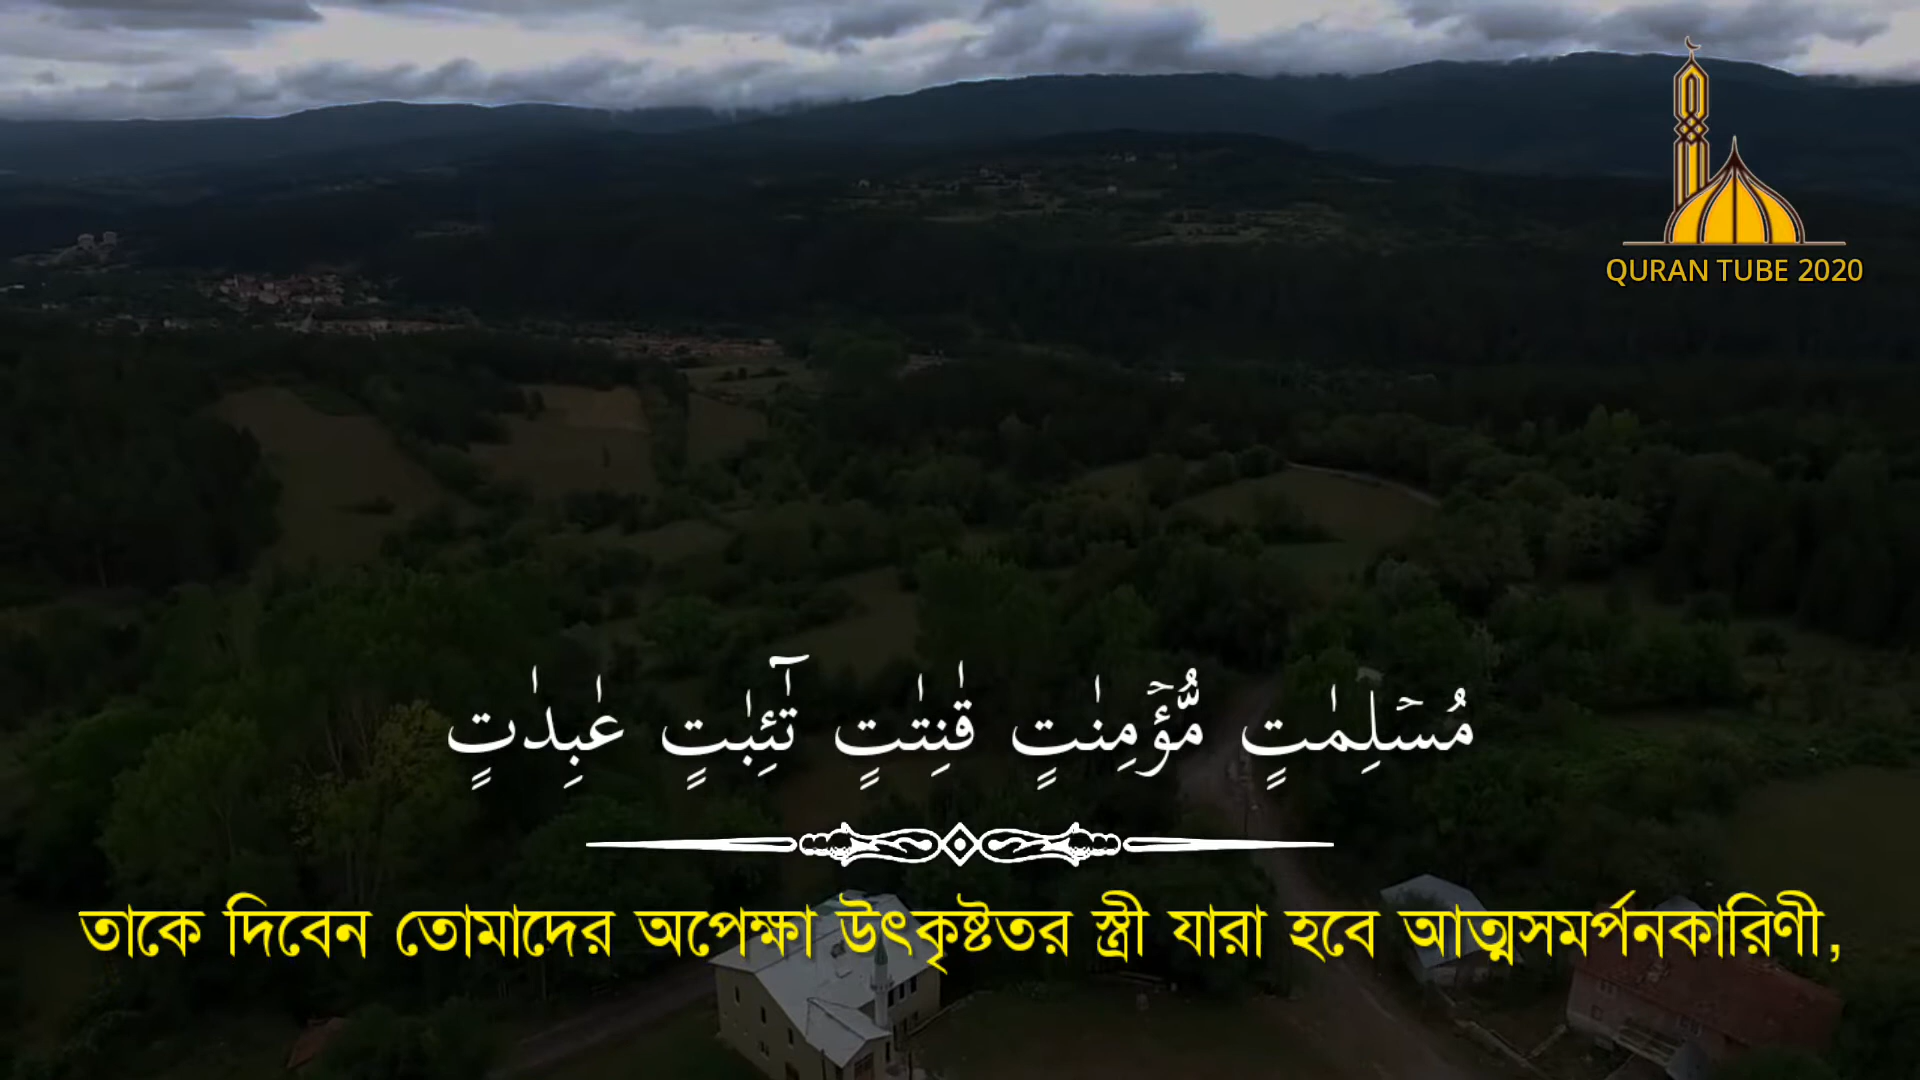 QURAN TUBE 2020
مُسۡلِمَٰتٖ مُّؤۡمِنَٰتٖ قَٰنِتَٰتٖ تَٰٓئِبَٰتٍ عَٰبِدَٰتٖ
তাকে দিবেন তোমাদের অপেক্ষা উৎকৃষ্টতর স্ত্রী যারা হবে আত্মসমর্পনকারিণী,